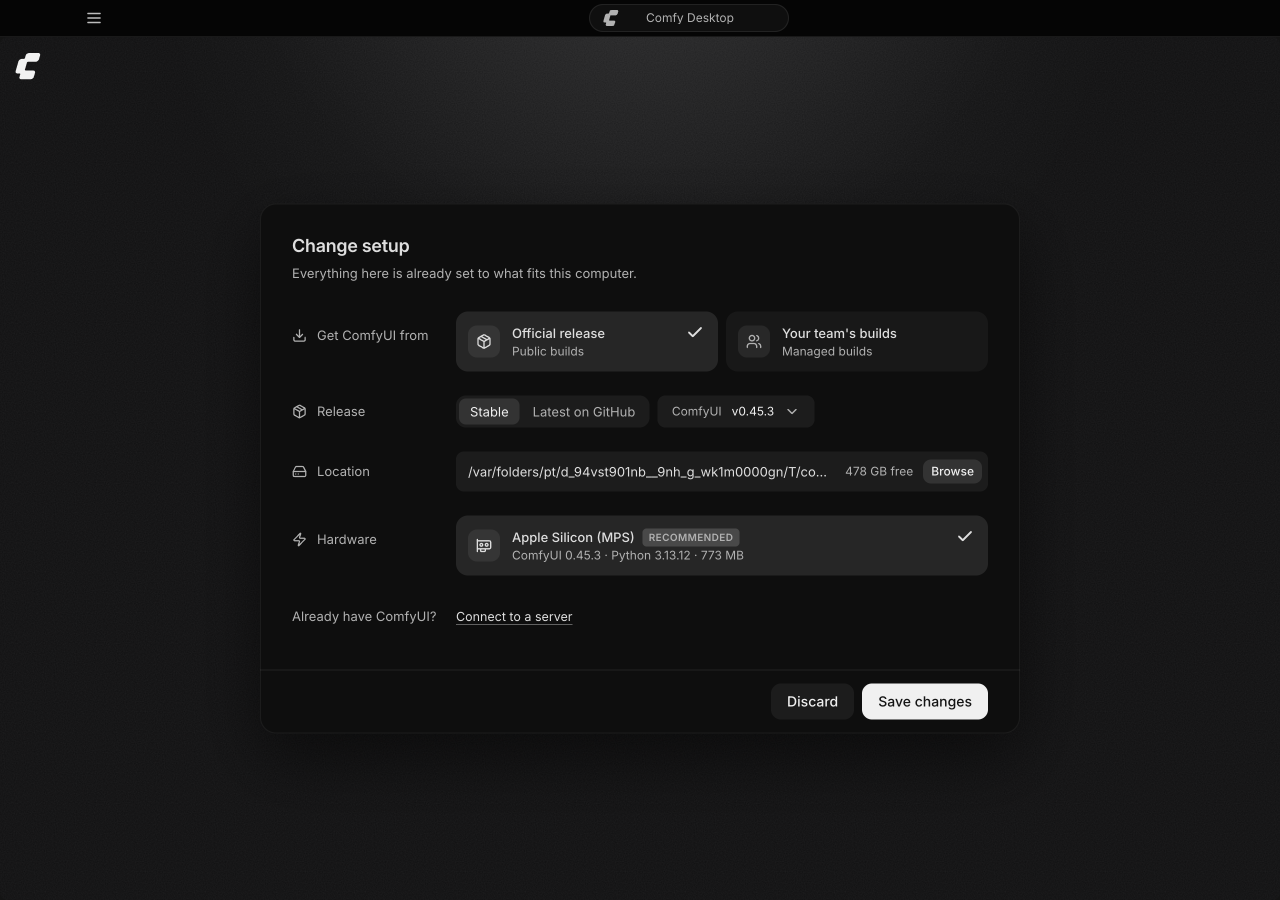 Comfy Desktop
Change setup
Everything here is already set to what fits this computer.
Get ComfyUI from
Official release
Public builds
Your team's builds
Managed builds
Release
Stable
Latest on GitHub
ComfyUI v0.45.3
Location
/var/folders/pt/d_94vst901nb__9nh_g_wk1m0000gn/T/co...
478 GB free
Browse
Hardware
Apple Silicon (MPS) RECOMMENDED
ComfyUI 0.45.3 · Python 3.13.12 · 773 MB
Already have ComfyUI? Connect to a server
Discard
Save changes